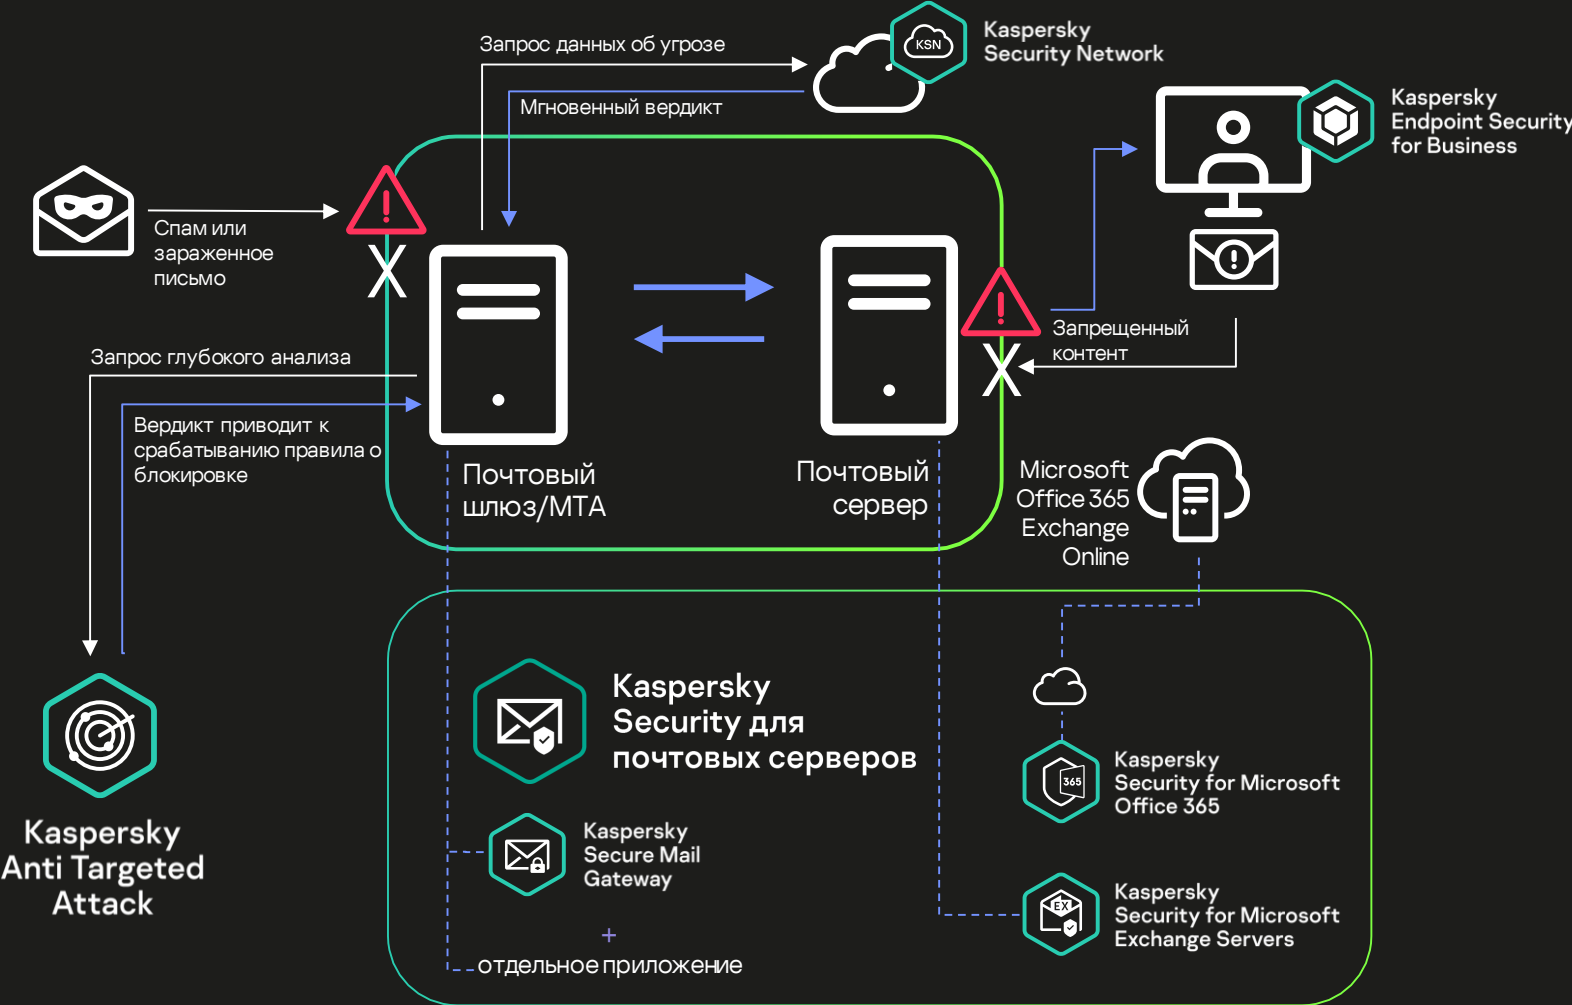 Запрос данных об угрозе
KSN
Kaspersky
Security Network
Мгновенный вердикт
Kaspersky
Endpoint Security
for Business
Спам или
зараженное
письмо
X
Запрещенный
контент
X
Запрос глубокого анализа
Вердикт приводит к
срабатыванию правила о
блокировке
Почтовый
шлюз/МТА
Почтовый
сервер
Microsoft
Office 365
Exchange
Online
Kaspersky
Anti Targeted
Attack
Kaspersky
Security для
почтовых серверов
Kaspersky
Secure Mail
Gateway
+
отдельное приложение
365
Kaspersky
Security for Microsoft
Office 365
EX
Kaspersky
Security for Microsoft
Exchange Servers